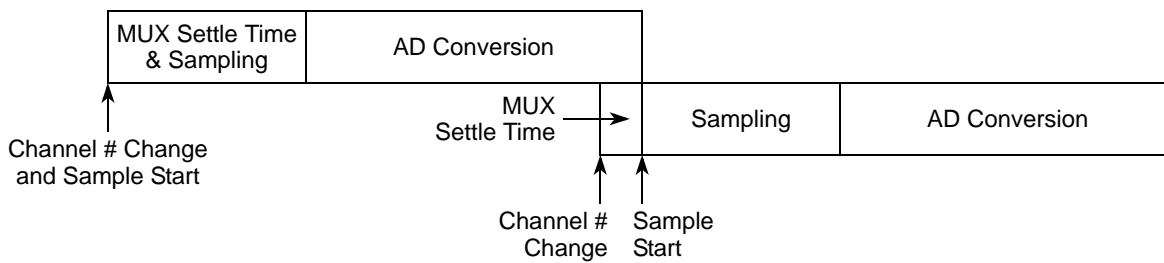 MUX Settle Time
& Sampling
AD Conversion
MUX
Settle Time
Sampling
AD Conversion
Channel # Change
and Sample Start
Channel #
Change
Sample
Start